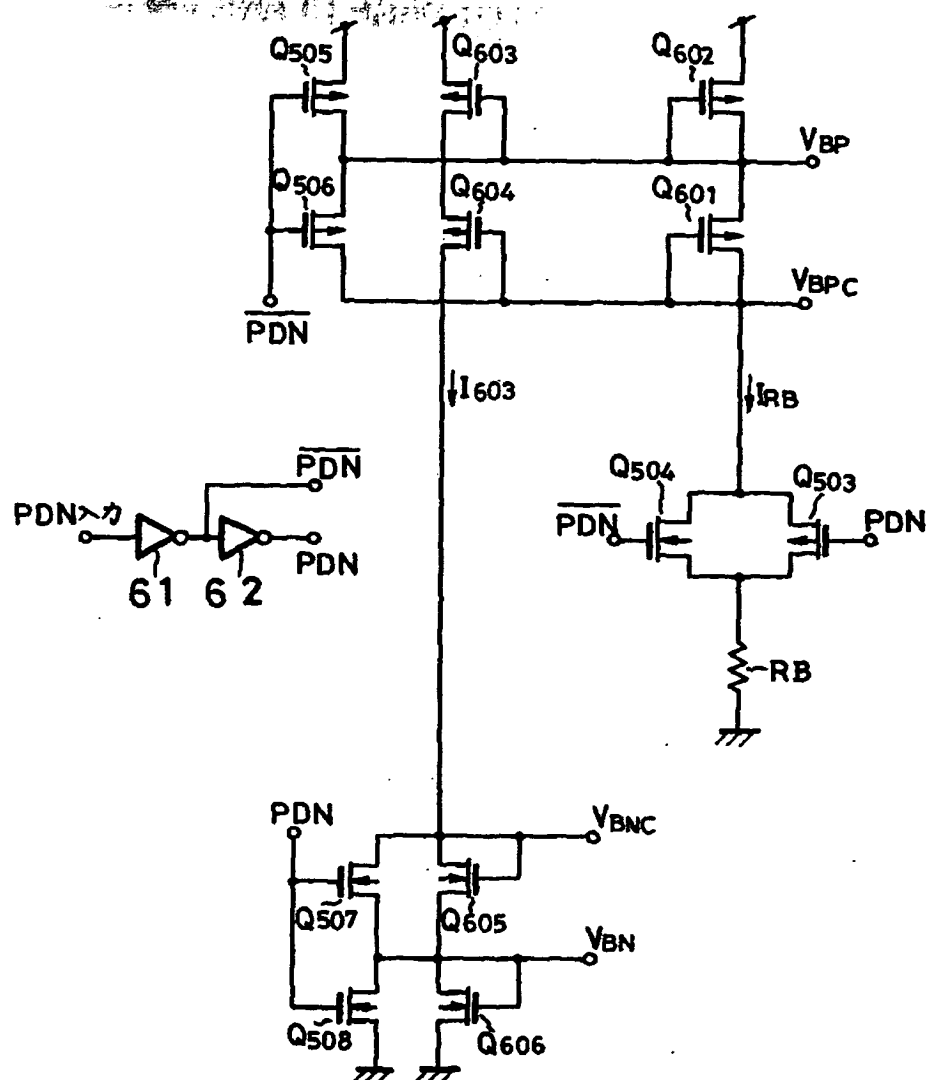 Q505
Q603
Q602
VBP
Q506
Q604
Q601
VBPC
PDN
I603
IRB
PDN
Q504
Q503
PDN入力
PDN
PDN
PDN
61
62
RB
PDN
VBNC
Q507
Q605
VBN
Q508
Q606